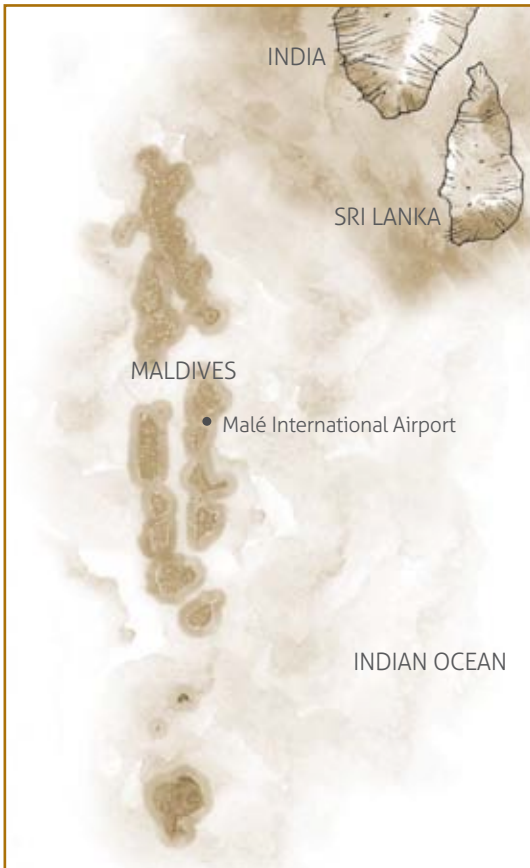 INDIA
SRI LANKA
MALDIVES
Malé International Airport
INDIAN OCEAN